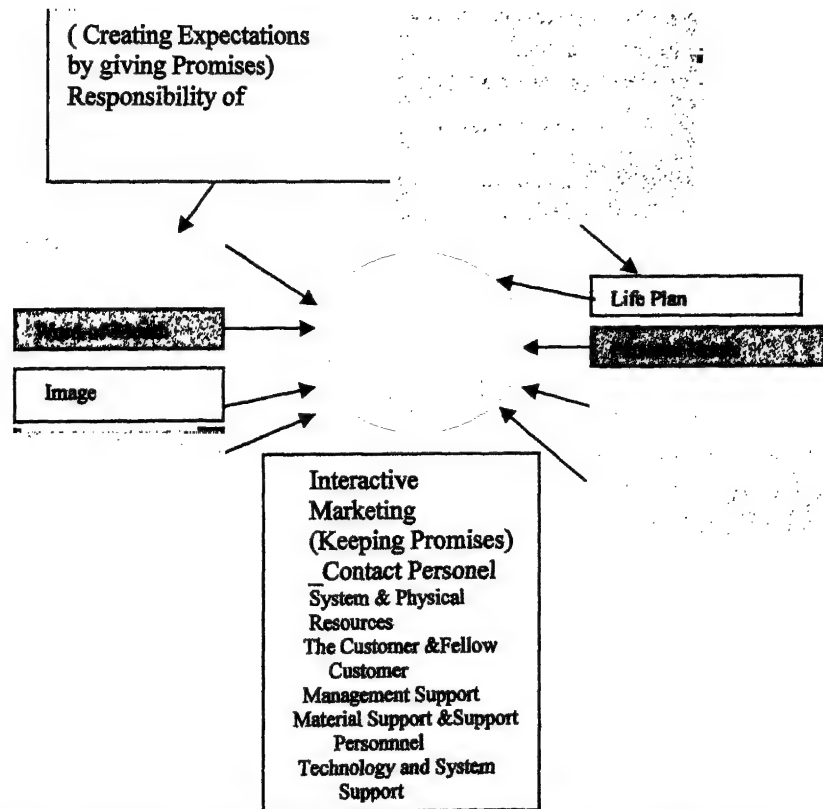 ( Creating Expectations
by giving Promises)
Responsibility of
Life Plan
Image
Interactive
Marketing
(Keeping Promises)
_Contact Personel
System & Physical
Resources
The Customer &Fellow
Customer
Management Support
Material Support &Support
Personnnel
Technology and System
Support